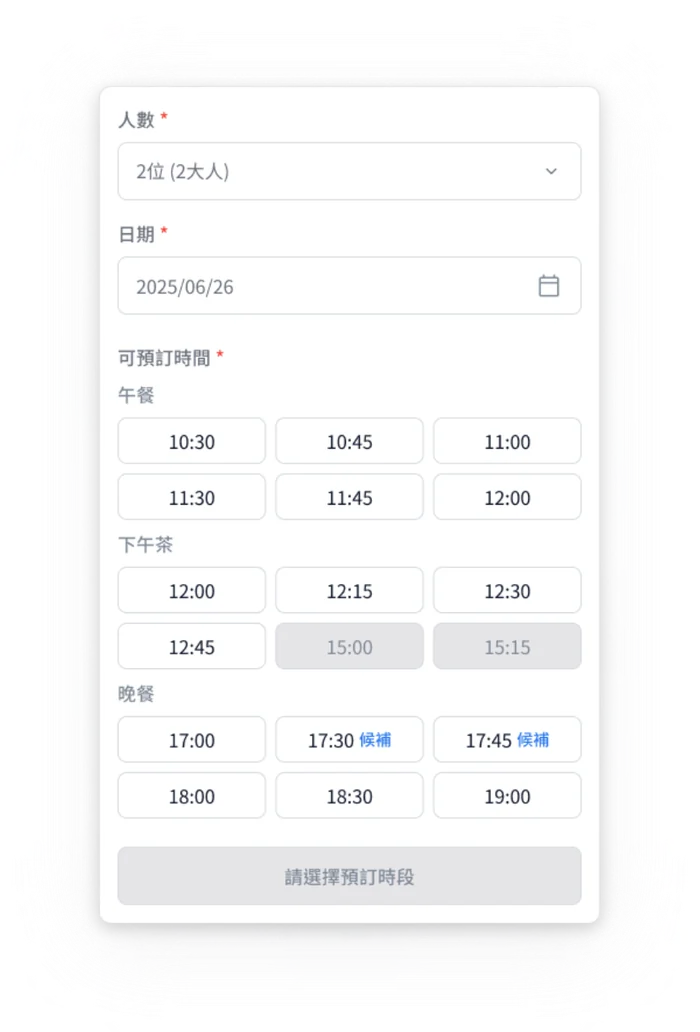 人數 *
2位 (2大人)
日期 *
2025/06/26
可預訂時間 *
午餐
10:30 10:45 11:00
11:30 11:45 12:00
下午茶
12:00 12:15 12:30
12:45 15:00 15:15
晚餐
17:00 17:30 候補 17:45 候補
18:00 18:30 19:00
請選擇預訂時段